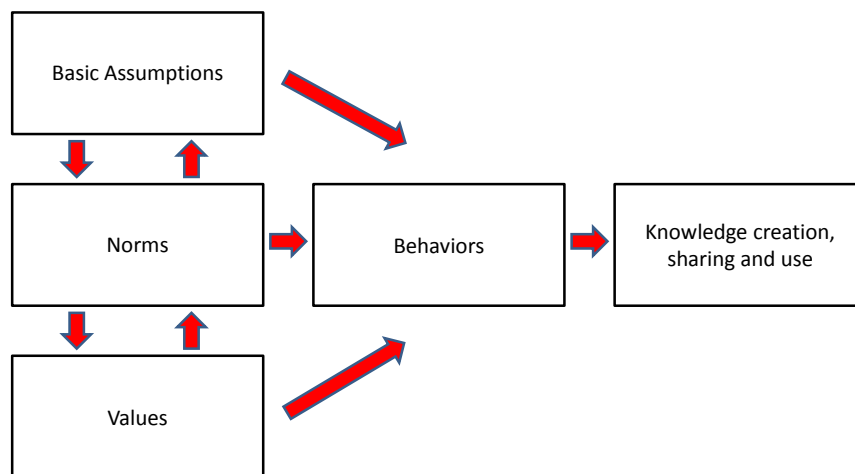 Basic Assumptions
Norms
Behaviors
Knowledge creation,
sharing and use
Values